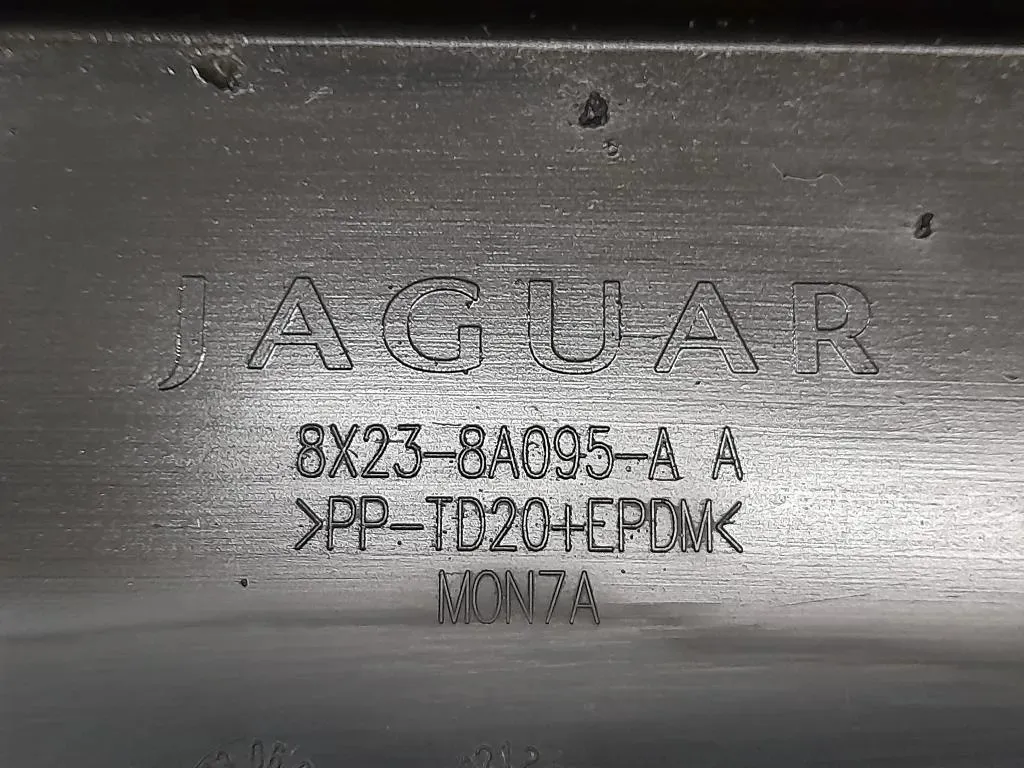 JAGUAR
8X23-8A095-A A
>PP-TD20+EPDM<
MON7A